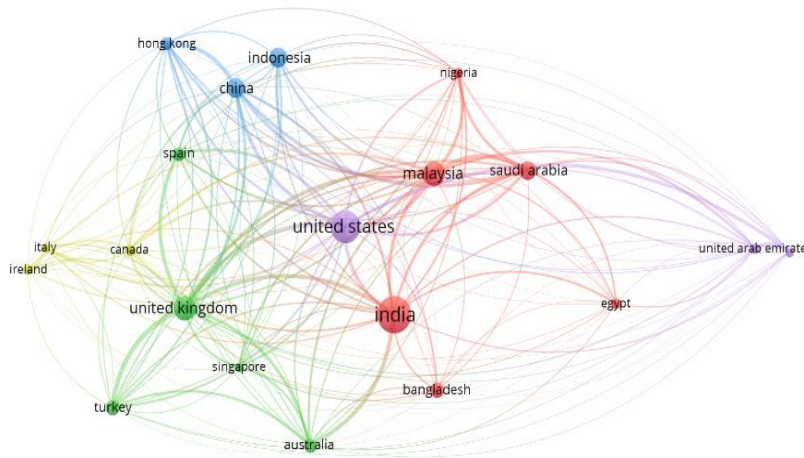 hong kong
indonesia
china
nigeria
spain
malaysia
saudi arabia
united states
italy
canada
united arab emirate
ireland
united kingdom
india
egypt
singapore
bangladesh
turkey
australia